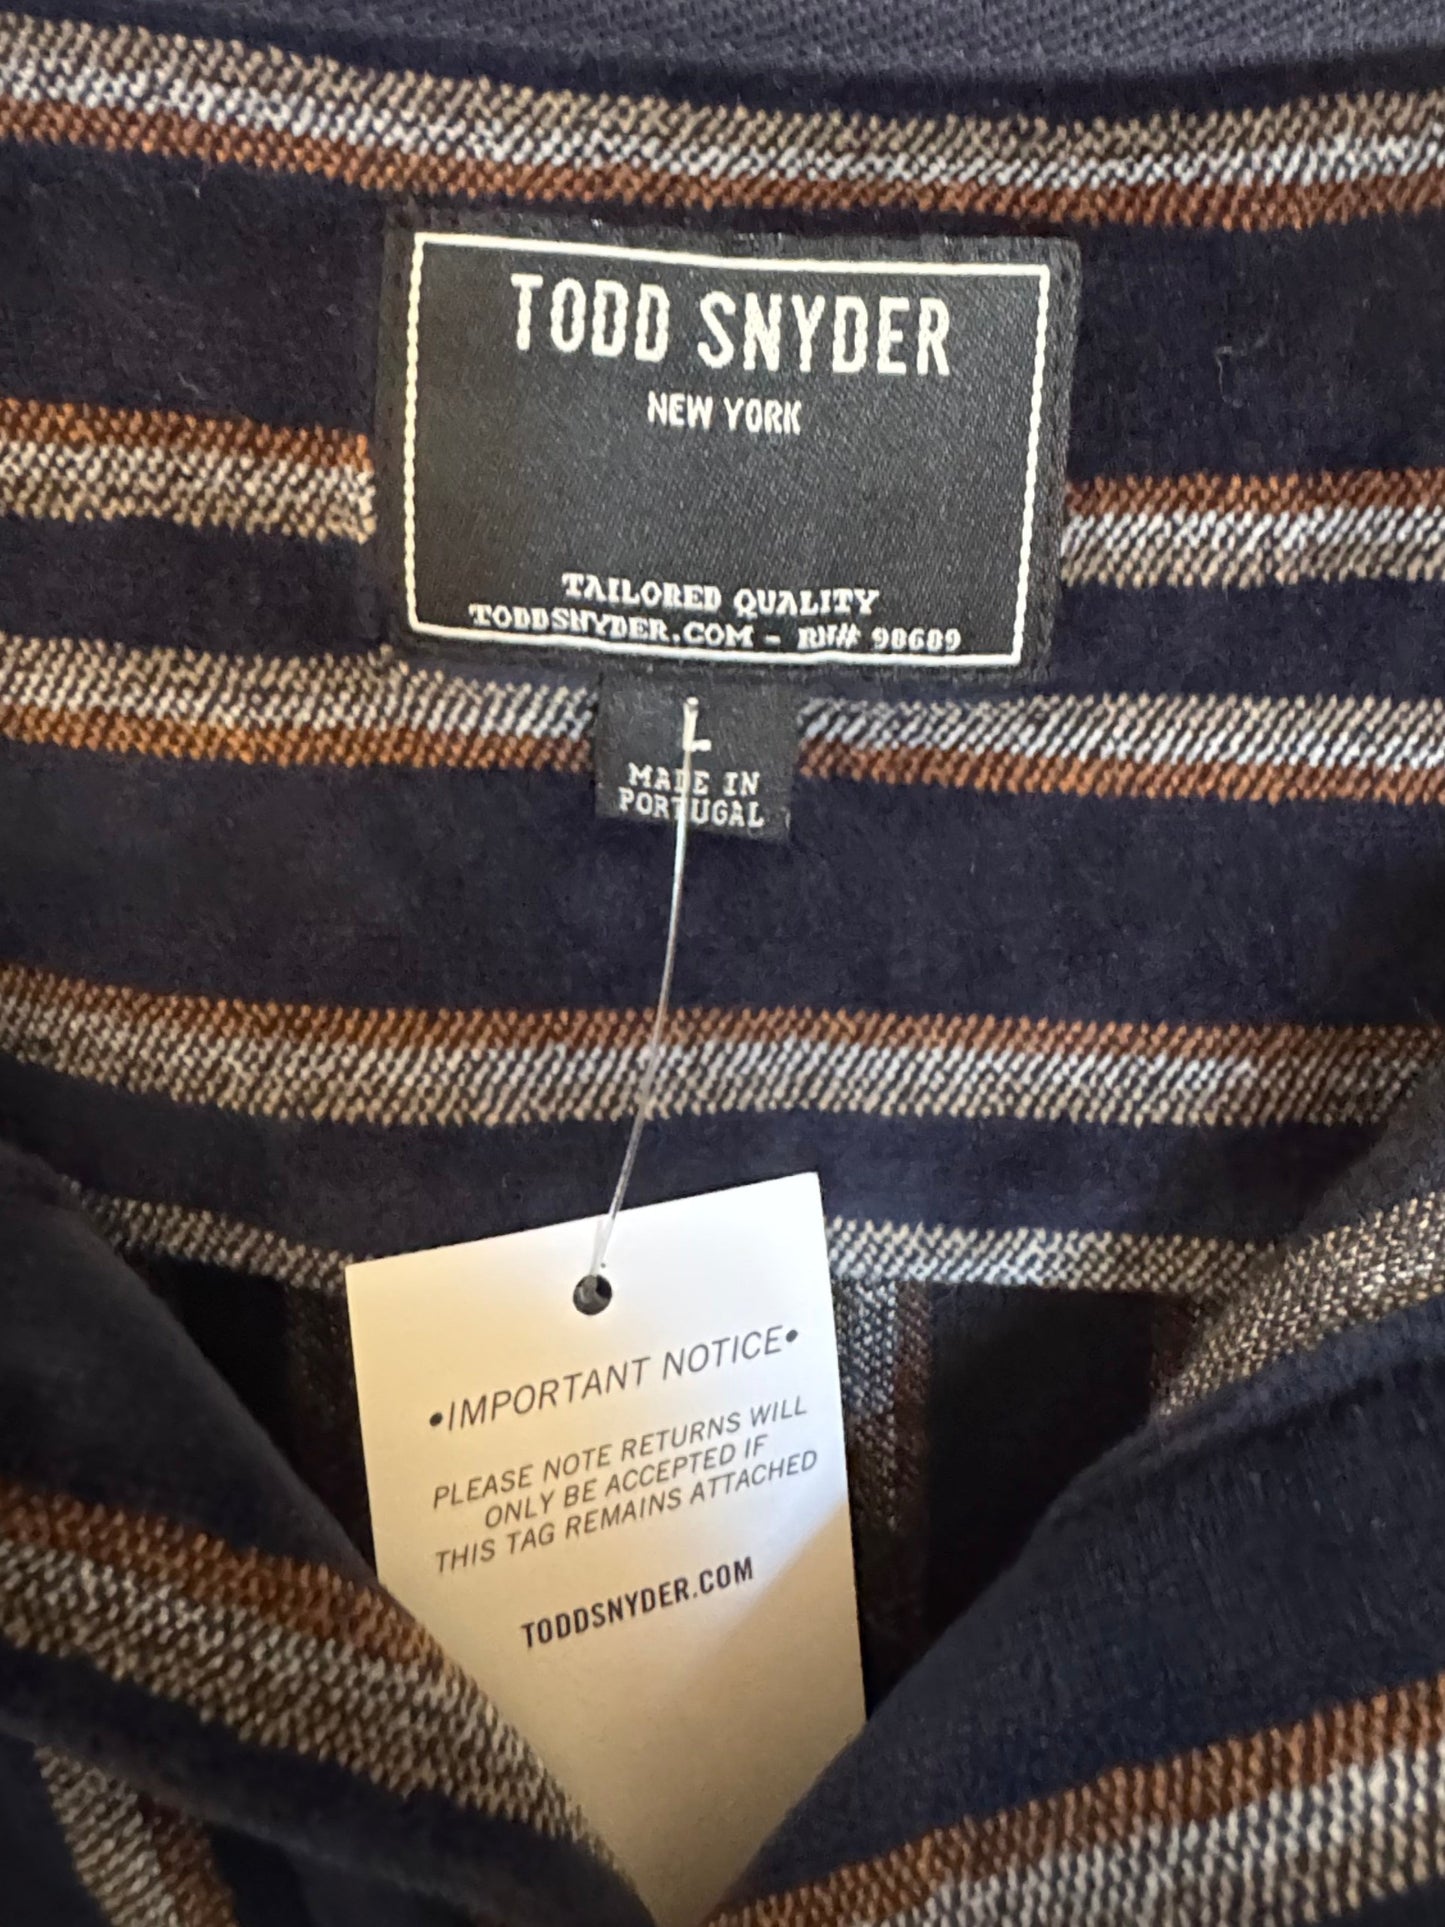 TODD SNYDER
NEW YORK
TAILORED QUALITY
TODDSNYDER.COM - RN# 98689
L
MADE IN
PORTUGAL
•IMPORTANT NOTICE•
PLEASE NOTE RETURNS WILL
ONLY BE ACCEPTED IF
THIS TAG REMAINS ATTACHED
TODDSNYDER.COM